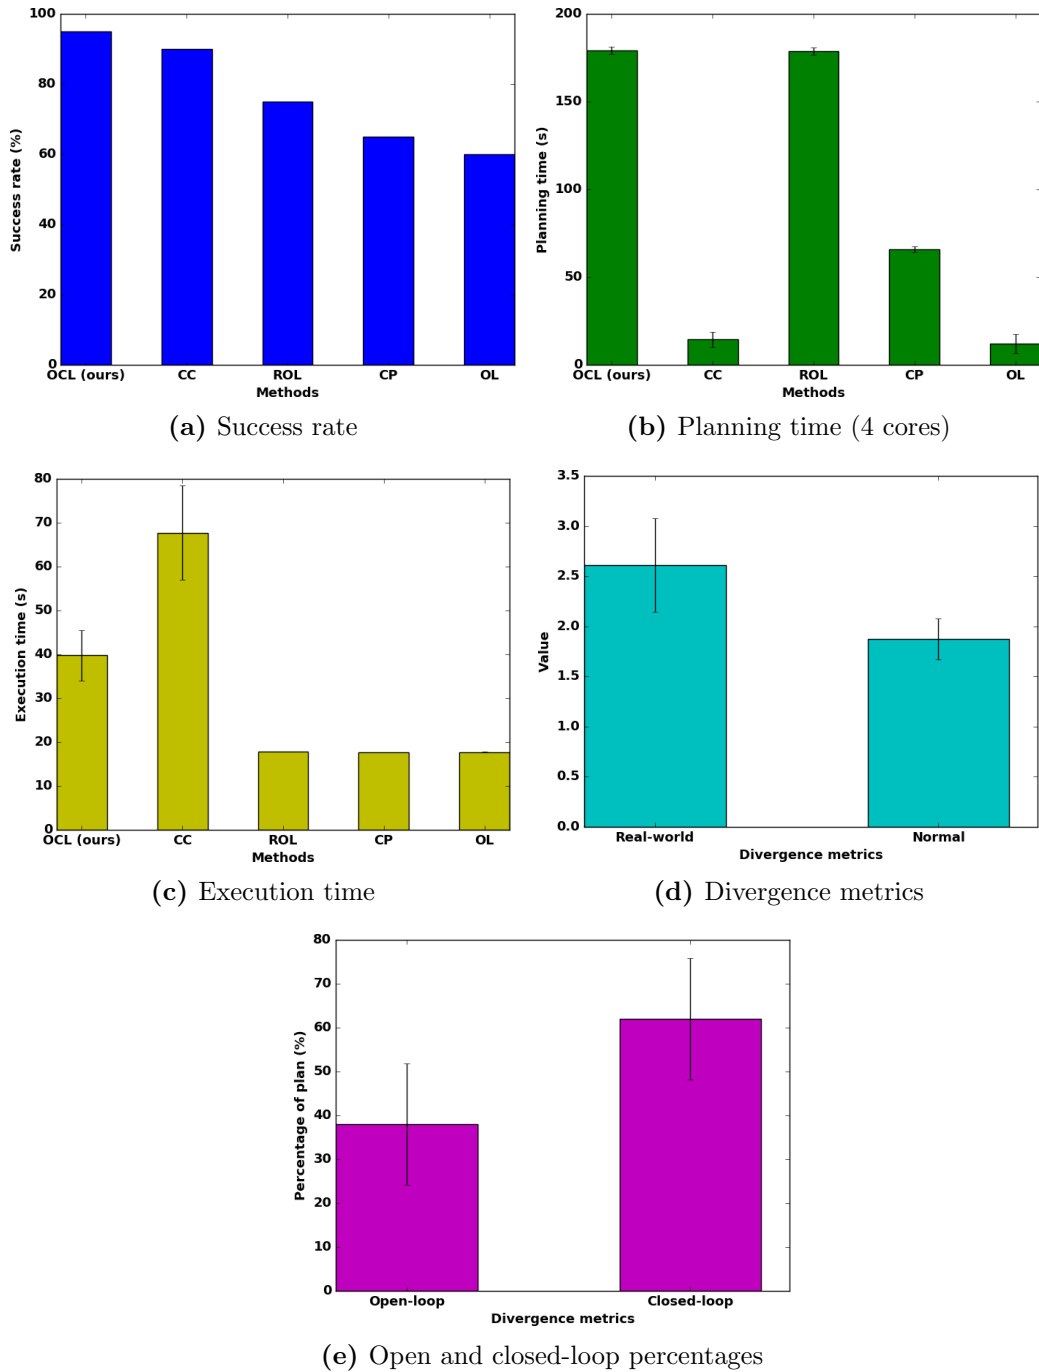 100
80
60
40
20
0
Success rate (%)
OCL (ours) CC ROL CP OL
Methods
(a) Success rate
200
150
100
50
0
Planning time (s)
OCL (ours) CC ROL CP OL
Methods
(b) Planning time (4 cores)
80
70
60
50
40
30
20
10
0
Execution time (s)
OCL (ours) CC ROL CP OL
Methods
(c) Execution time
3.5
3.0
2.5
2.0
1.5
1.0
0.5
0.0
Value
Real-world Normal
Divergence metrics
(d) Divergence metrics
80
70
60
50
40
30
20
10
0
Percentage of plan (%)
Open-loop Closed-loop
Divergence metrics
(e) Open and closed-loop percentages